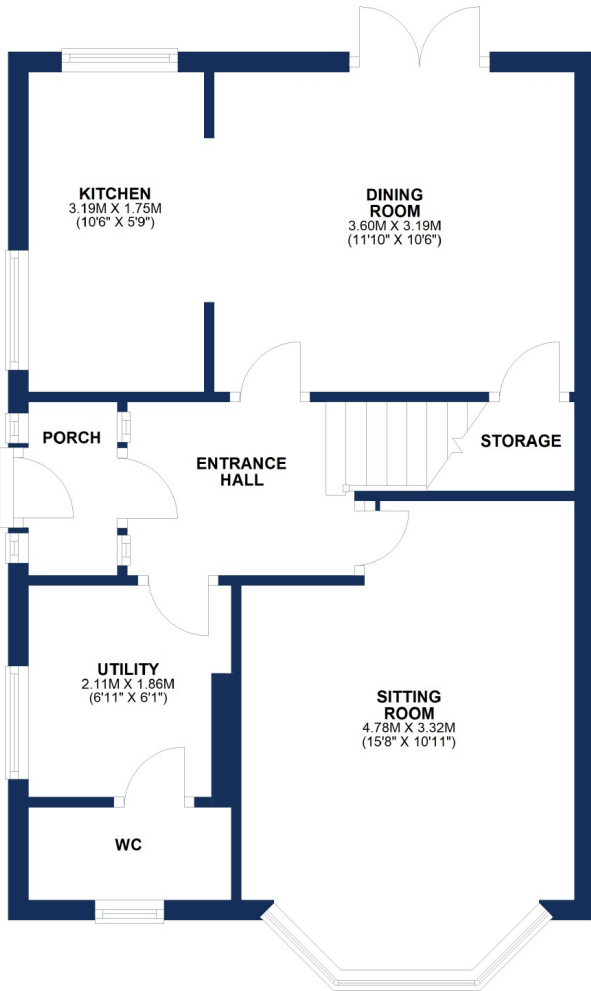 KITCHEN
3.19M X 1.75M
(10'6" X 5'9")
DINING
ROOM
3.60M X 3.19M
(11'10" X 10'6")
PORCH
ENTRANCE
HALL
STORAGE
UTILITY
2.11M X 1.86M
(6'11" X 6'1")
SITTING
ROOM
4.78M X 3.32M
(15'8" X 10'11")
WC